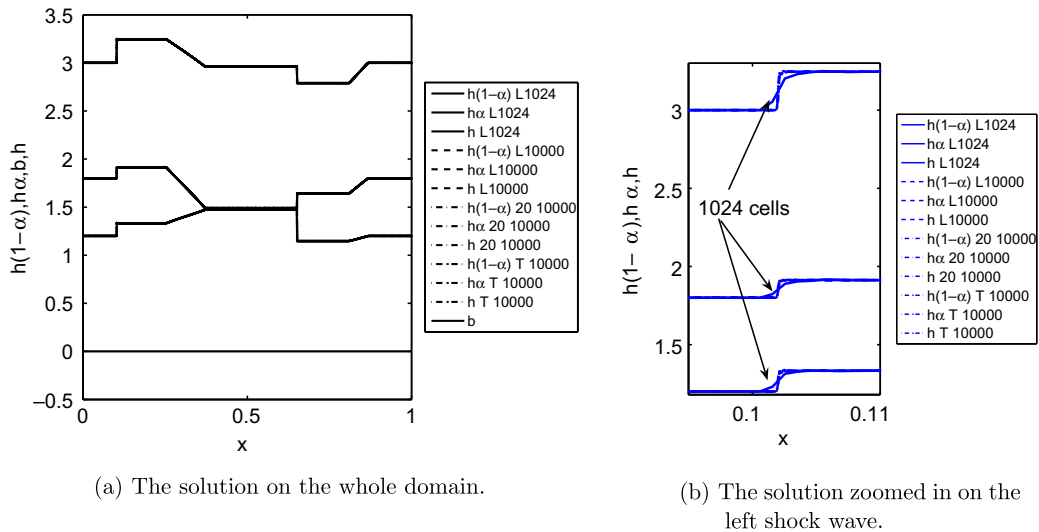 3.5
3
2.5
2
1.5
1
0.5
0
−0.5
h(1−α),hα,b,h
0
0.5
1
x
h(1−α) L1024
hα L1024
h L1024
h(1−α) L10000
hα L10000
h L10000
h(1−α) 20 10000
hα 20 10000
h 20 10000
h(1−α) T 10000
hα T 10000
h T 10000
b
(a) The solution on the whole domain.
3
2.5
2
1.5
h(1− α),h α,h
1024 cells
0.1
0.11
x
h(1−α) L1024
hα L1024
h L1024
h(1−α) L10000
hα L10000
h L10000
h(1−α) 20 10000
hα 20 10000
h 20 10000
h(1−α) T 10000
hα T 10000
h T 10000
(b) The solution zoomed in on the
left shock wave.